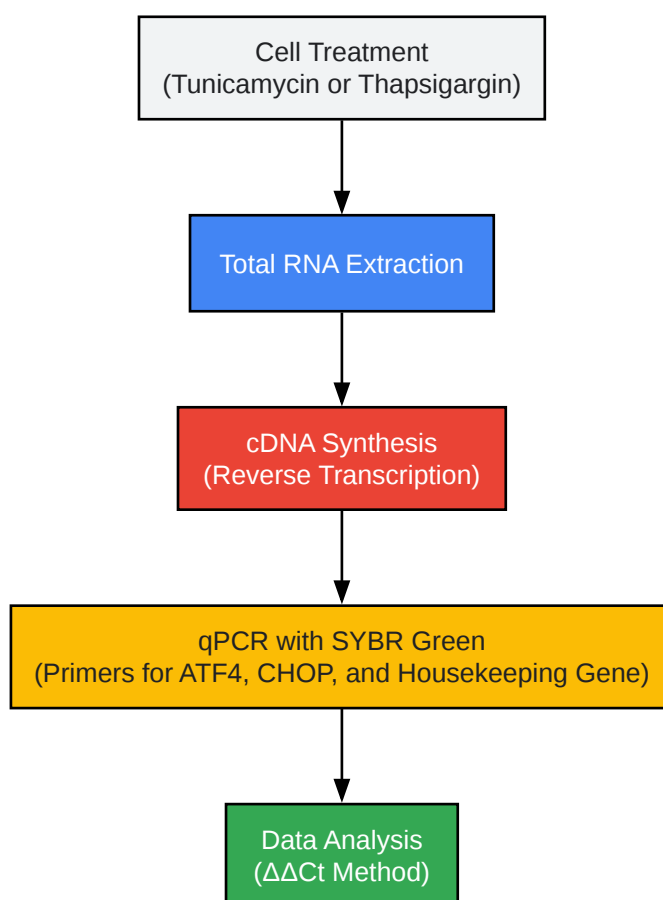 Cell Treatment
(Tunicamycin or Thapsigargin)
Total RNA Extraction
cDNA Synthesis
(Reverse Transcription)
qPCR with SYBR Green
(Primers for ATF4, CHOP, and Housekeeping Gene)
Data Analysis
(ΔΔCt Method)